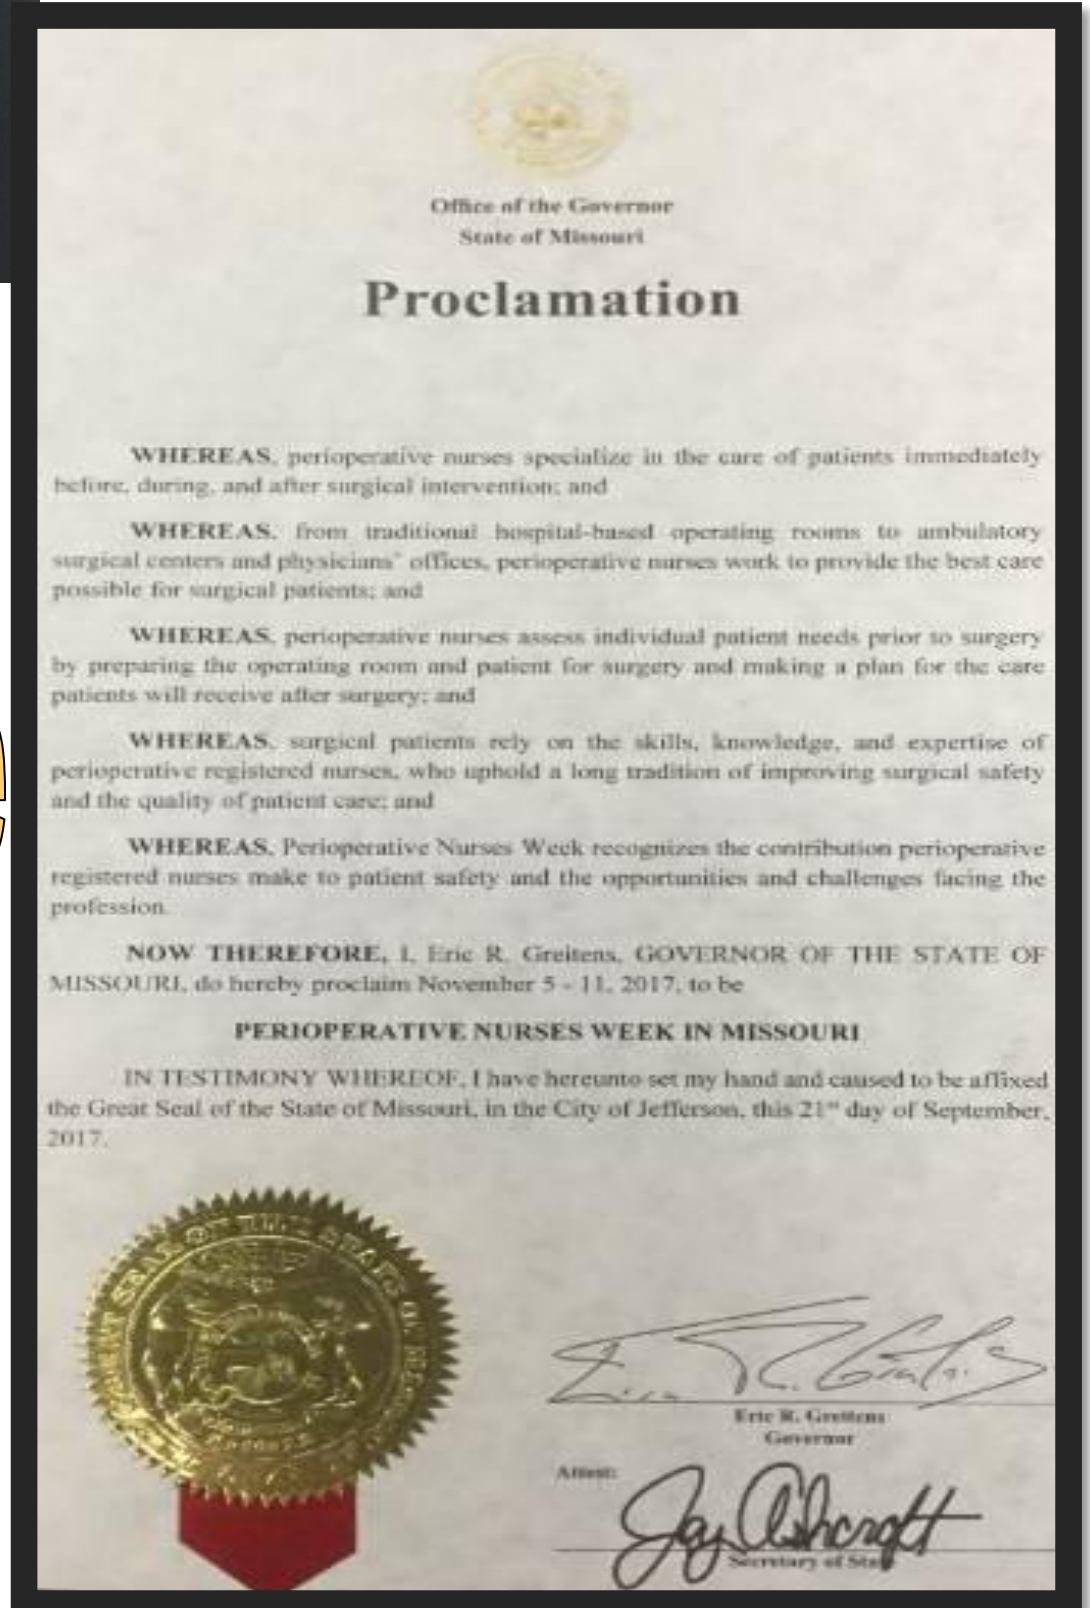 Office of the Governor
State of Missouri
Proclamation
WHEREAS, perioperative nurses specialize in the care of patients immediately
before, during, and after surgical intervention; and
WHEREAS, from traditional hospital-based operating rooms to ambulatory
surgical centers and physicians' offices, perioperative nurses work to provide the best care
possible for surgical patients; and
WHEREAS, perioperative nurses assess individual patient needs prior to surgery
by preparing the operating room and patient for surgery and making a plan for the care
patients will receive after surgery; and
WHEREAS, surgical patients rely on the skills, knowledge, and expertise of
perioperative registered nurses, who uphold a long tradition of improving surgical safety
and the quality of patient care; and
WHEREAS, Perioperative Nurses Week recognizes the contribution perioperative
registered nurses make to patient safety and the opportunities and challenges facing the
profession.
NOW THEREFORE, I, Eric R. Greitens, GOVERNOR OF THE STATE OF
MISSOURI, do hereby proclaim November 5 - 11, 2017, to be
PERIOPERATIVE NURSES WEEK IN MISSOURI
IN TESTIMONY WHEREOF, I have hereunto set my hand and caused to be affixed
the Great Seal of the State of Missouri, in the City of Jefferson, this 21st day of September,
2017.
Eric R. Greitens
Eric R. Greitens
Governor
Attest:
Jay Ashcroft
Secretary of State